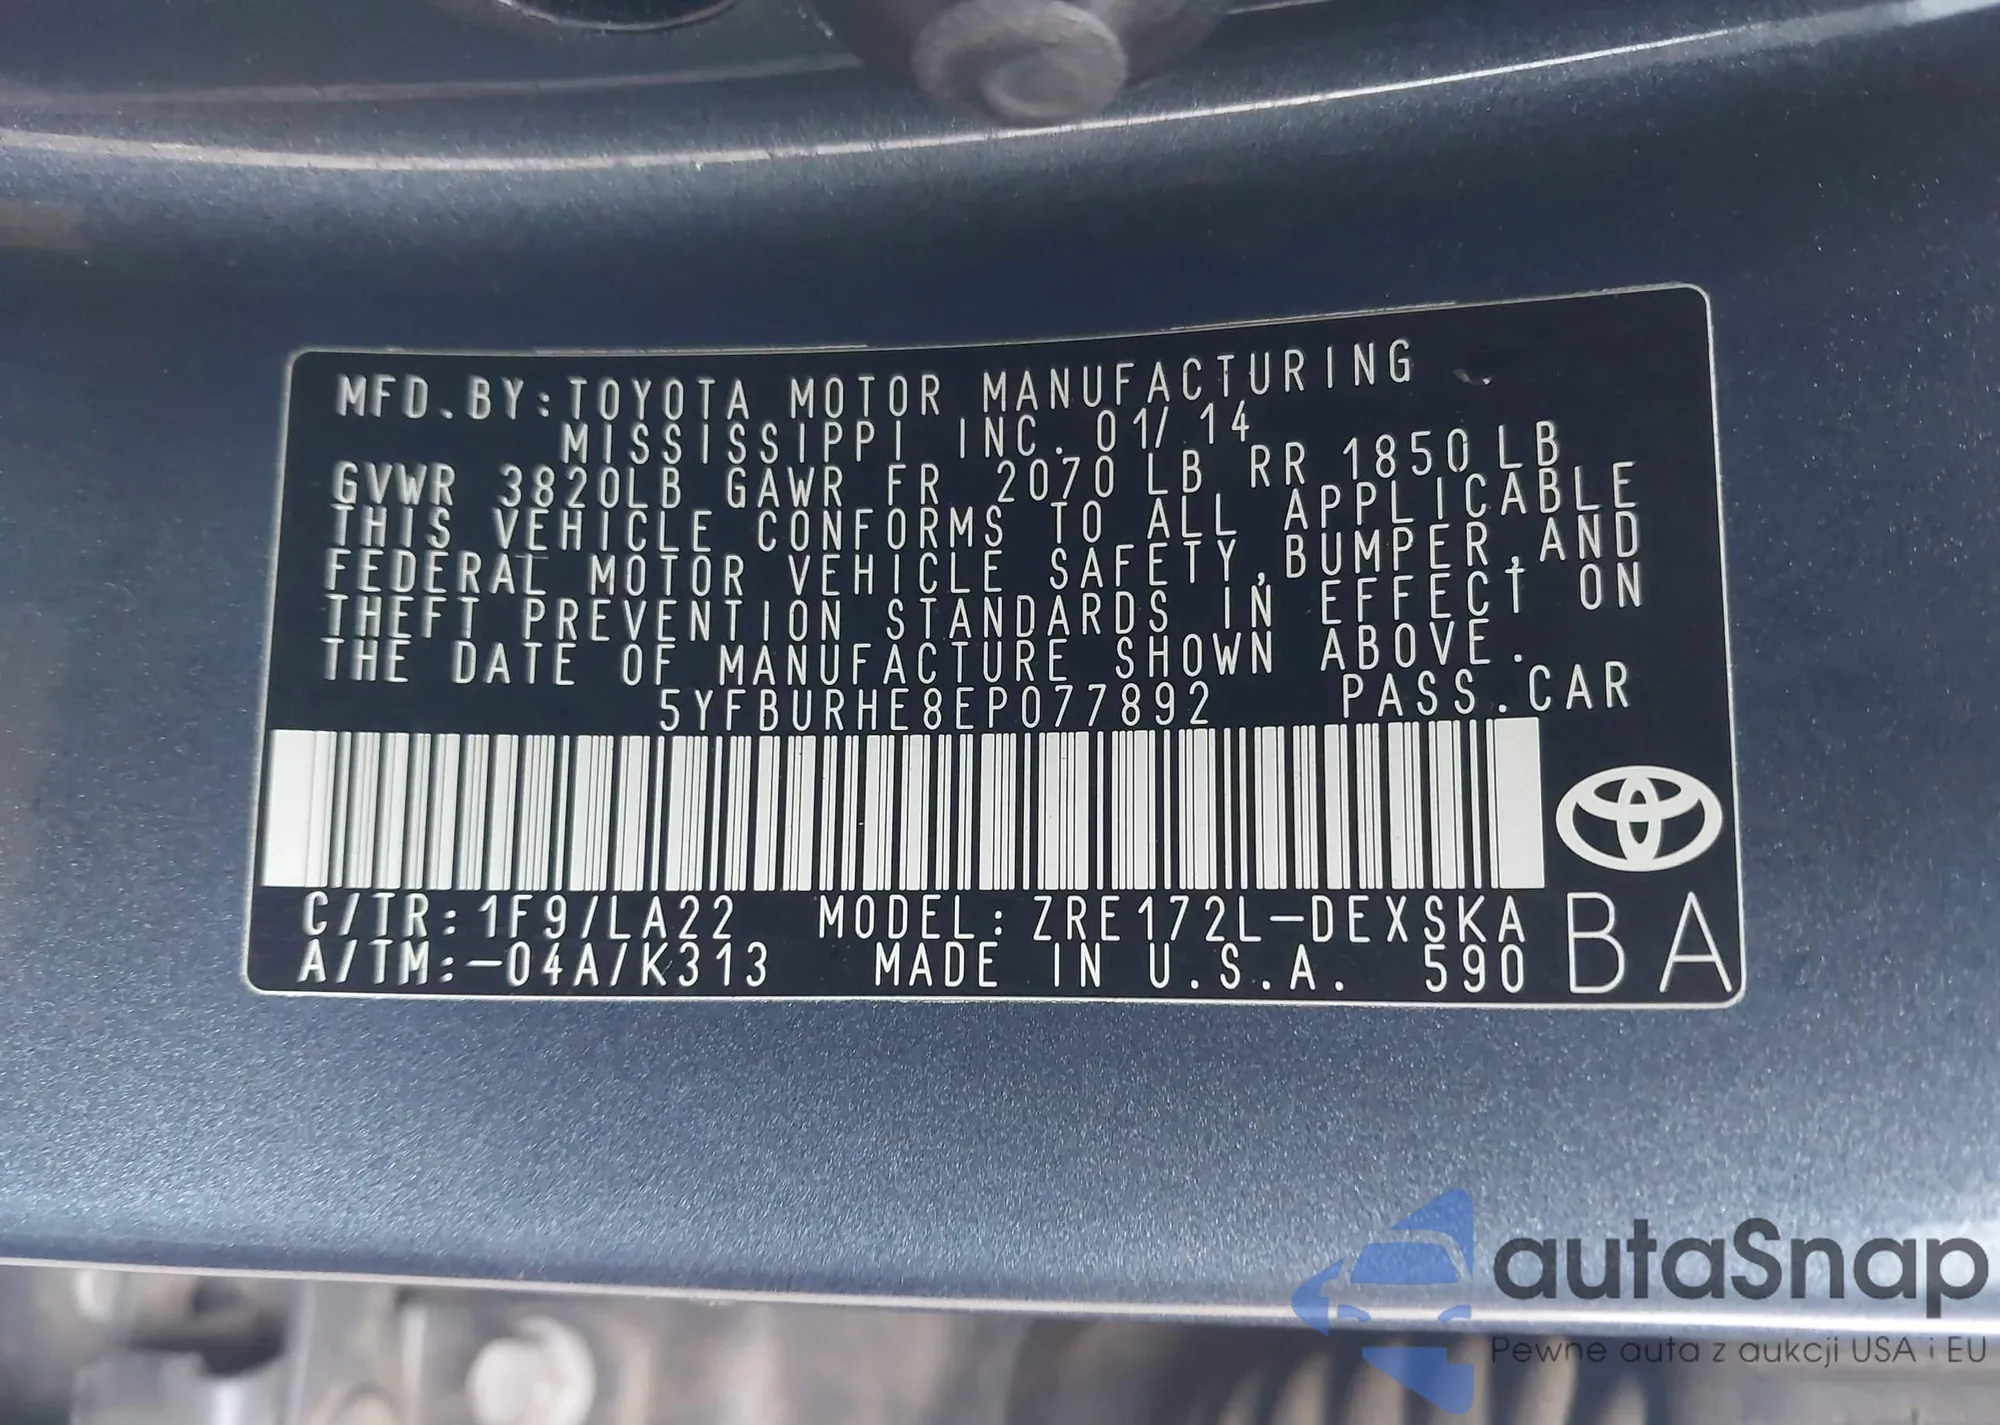 MFD.BY:TOYOTA MOTOR MANUFACTURING
MISSISSIPPI INC. 01/14
GVWR 3820LB GAWR FR 2070 LB RR 1850 LB
THIS VEHICLE CONFORMS TO ALL APPLICABLE
FEDERAL MOTOR VEHICLE SAFETY,BUMPER,AND
THEFT PREVENTION STANDARDS IN EFFECT ON
THE DATE OF MANUFACTURE SHOWN ABOVE.
5YFBURHE8EP077892 PASS.CAR
C/TR:1F9/LA22 MODEL:ZRE172L-DEXSKA
A/TM:-04A/K313 MADE IN U.S.A. 590
BA
autaSnap
Pewne auta z aukcji USA i EU